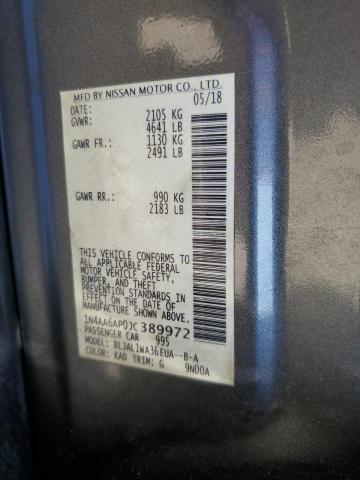 MFD BY NISSAN MOTOR CO., LTD.
DATE: 05/18
GVWR: 2105 KG
4641 LB
GAWR FR.: 1130 KG
2491 LB
GAWR RR.: 990 KG
2183 LB
THIS VEHICLE CONFORMS TO
ALL APPLICABLE FEDERAL
MOTOR VEHICLE SAFETY,
BUMPER, AND THEFT
PREVENTION STANDARDS IN
EFFECT ON THE DATE OF
MANUFACTURE SHOWN ABOVE.
1N4AA6AP0JC389972
PASSENGER CAR 995
MODEL: BLJAL1WA36EUA--B-A
COLOR: KAD TRIM: G 9N00A